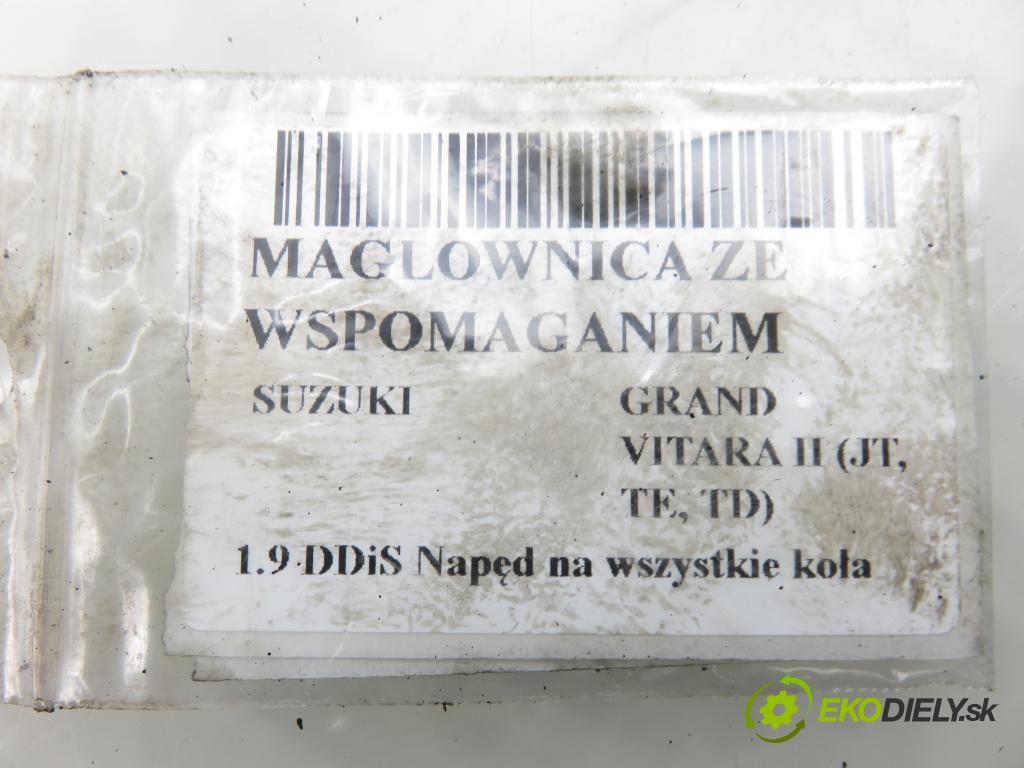 MAGLOWNICA ZE
WSPOMAGANIEM
SUZUKI GRAND
VITARA II (JT,
TE, TD)
1.9 DDiS Napęd na wszystkie koła
EKODIELY.sk